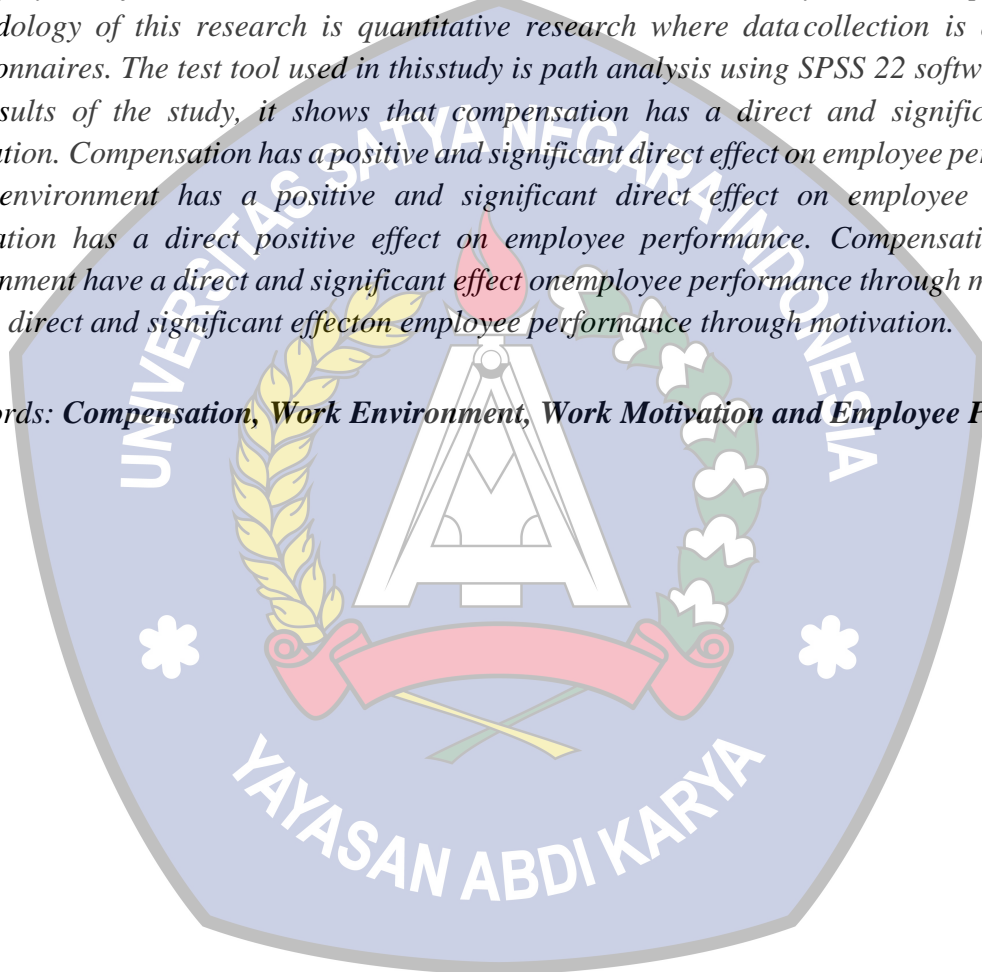 dology of this research is quantitative research where datacollection is
onnaires. The test tool used in thisstudy is path analysis using SPSS 22 softw
sults of the study, it shows that compensation has a direct and signific
ation. Compensation has apositive and significant direct effect on employee per
environment has a positive and significant direct effect on employee
ation has a direct positive effect on employee performance. Compensati
nment have a direct and significant effect onemployee performance through m
direct and significant effecton employee performance through motivation.
ords: Compensation, Work Environment, Work Motivation and Employee P
UNIVERSITAS SATYA NEGARA INDONESIA
YAYASAN ABDI KARYA